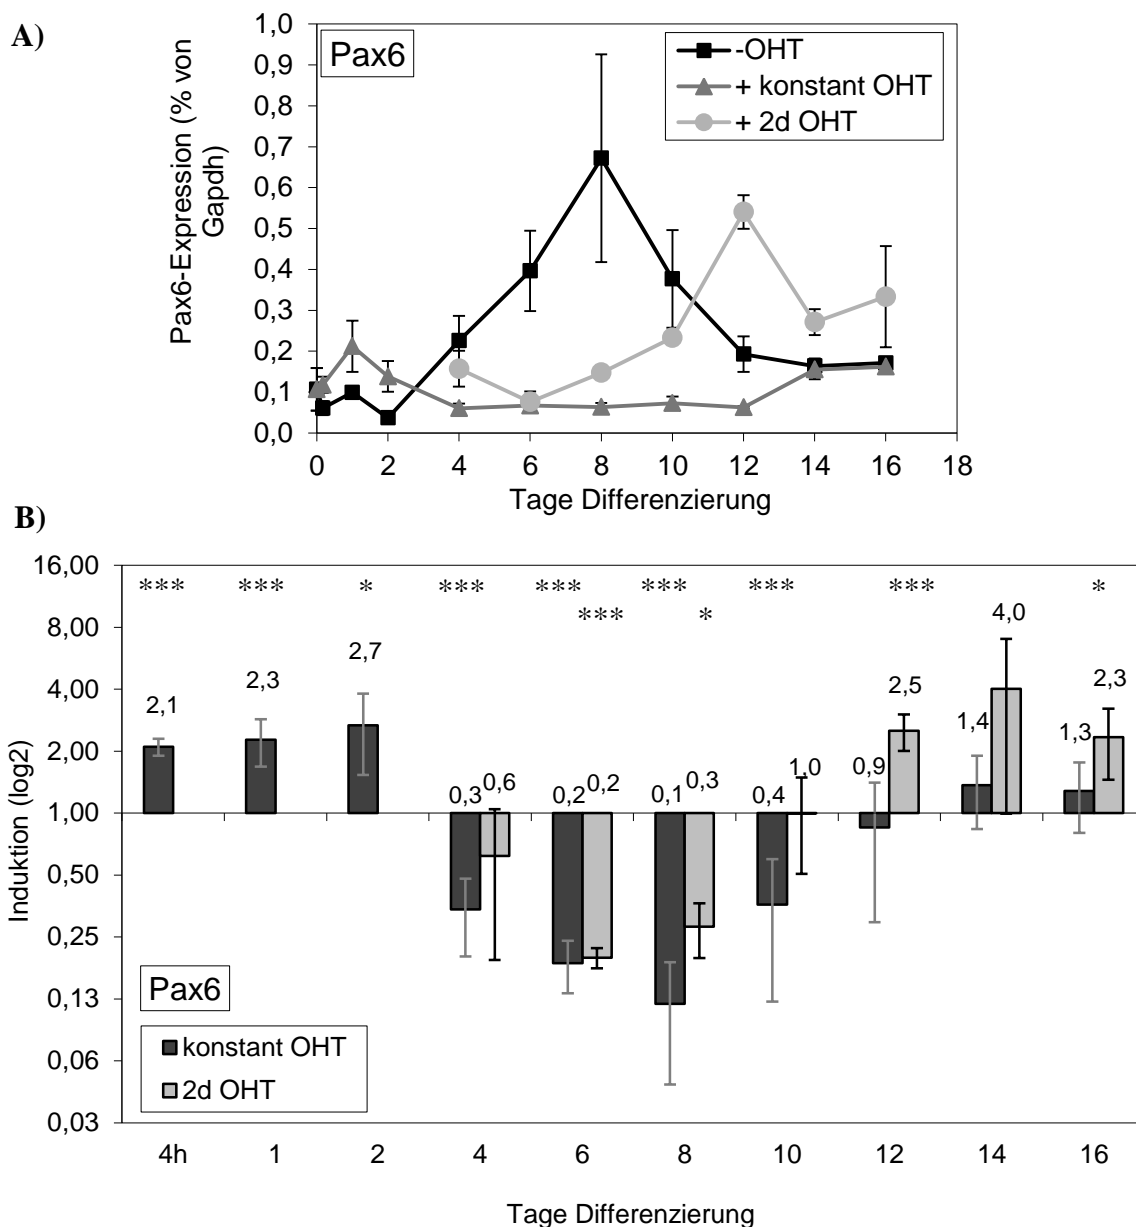 A)
Pax6
-OHT
+ konstant OHT
+ 2d OHT
Pax6-Expression (% von
Gapdh)
1,0
0,9
0,8
0,7
0,6
0,5
0,4
0,3
0,2
0,1
0,0
0 2 4 6 8 10 12 14 16 18
Tage Differenzierung
B)
Induktion (log2)
16,00
8,00
4,00
2,00
1,00
0,50
0,25
0,13
0,06
0,03
*** *** * *** *** *** *** *** *
*** *
2,1 2,3 2,7 0,3 0,6 0,2 0,2 0,1 0,3 0,4 1,0 0,9 2,5 1,4 4,0 1,3 2,3
Pax6
konstant OHT
2d OHT
4h 1 2 4 6 8 10 12 14 16
Tage Differenzierung